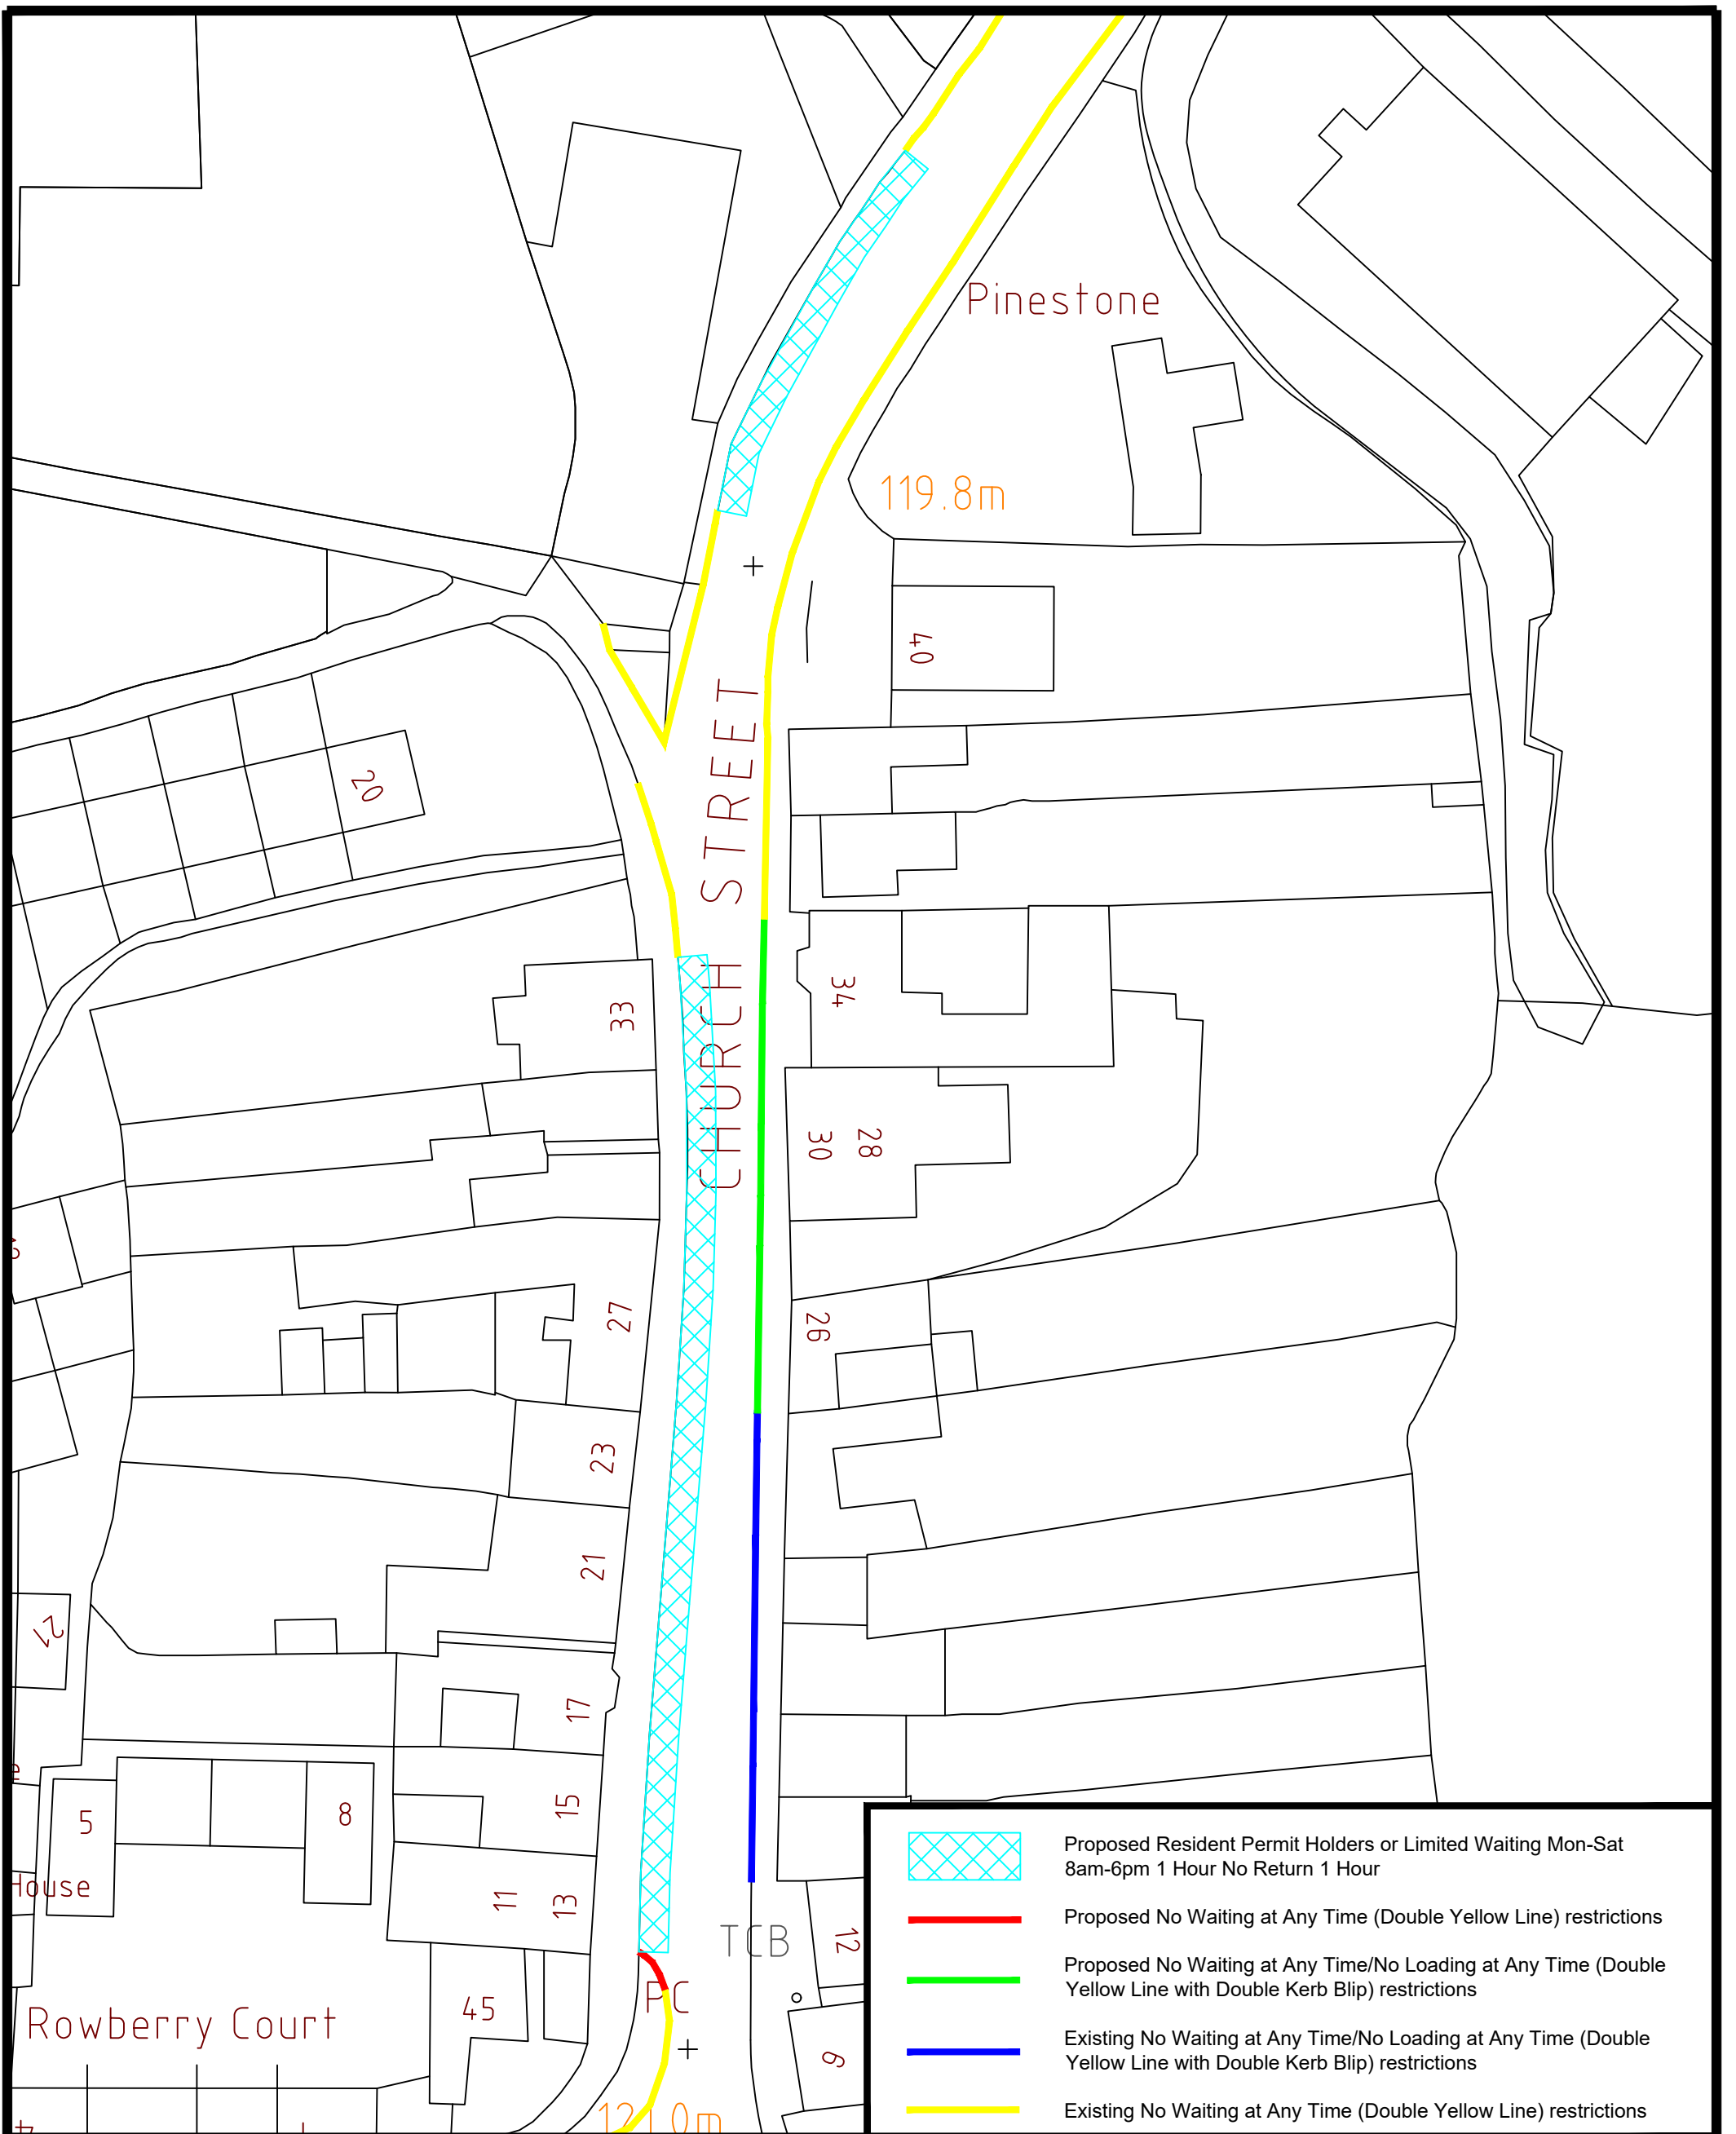 Pinestone
119.8m
40
CHURCH STREET
20
33
34
30
28
27
26
23
21
21
17
15
5
8
House
11
13
TCB
12
PC
Rowberry Court
45
9
121.0m
4
Proposed Resident Permit Holders or Limited Waiting Mon-Sat
8am-6pm 1 Hour No Return 1 Hour
Proposed No Waiting at Any Time (Double Yellow Line) restrictions
Proposed No Waiting at Any Time/No Loading at Any Time (Double
Yellow Line with Double Kerb Blip) restrictions
Existing No Waiting at Any Time/No Loading at Any Time (Double
Yellow Line with Double Kerb Blip) restrictions
Existing No Waiting at Any Time (Double Yellow Line) restrictions